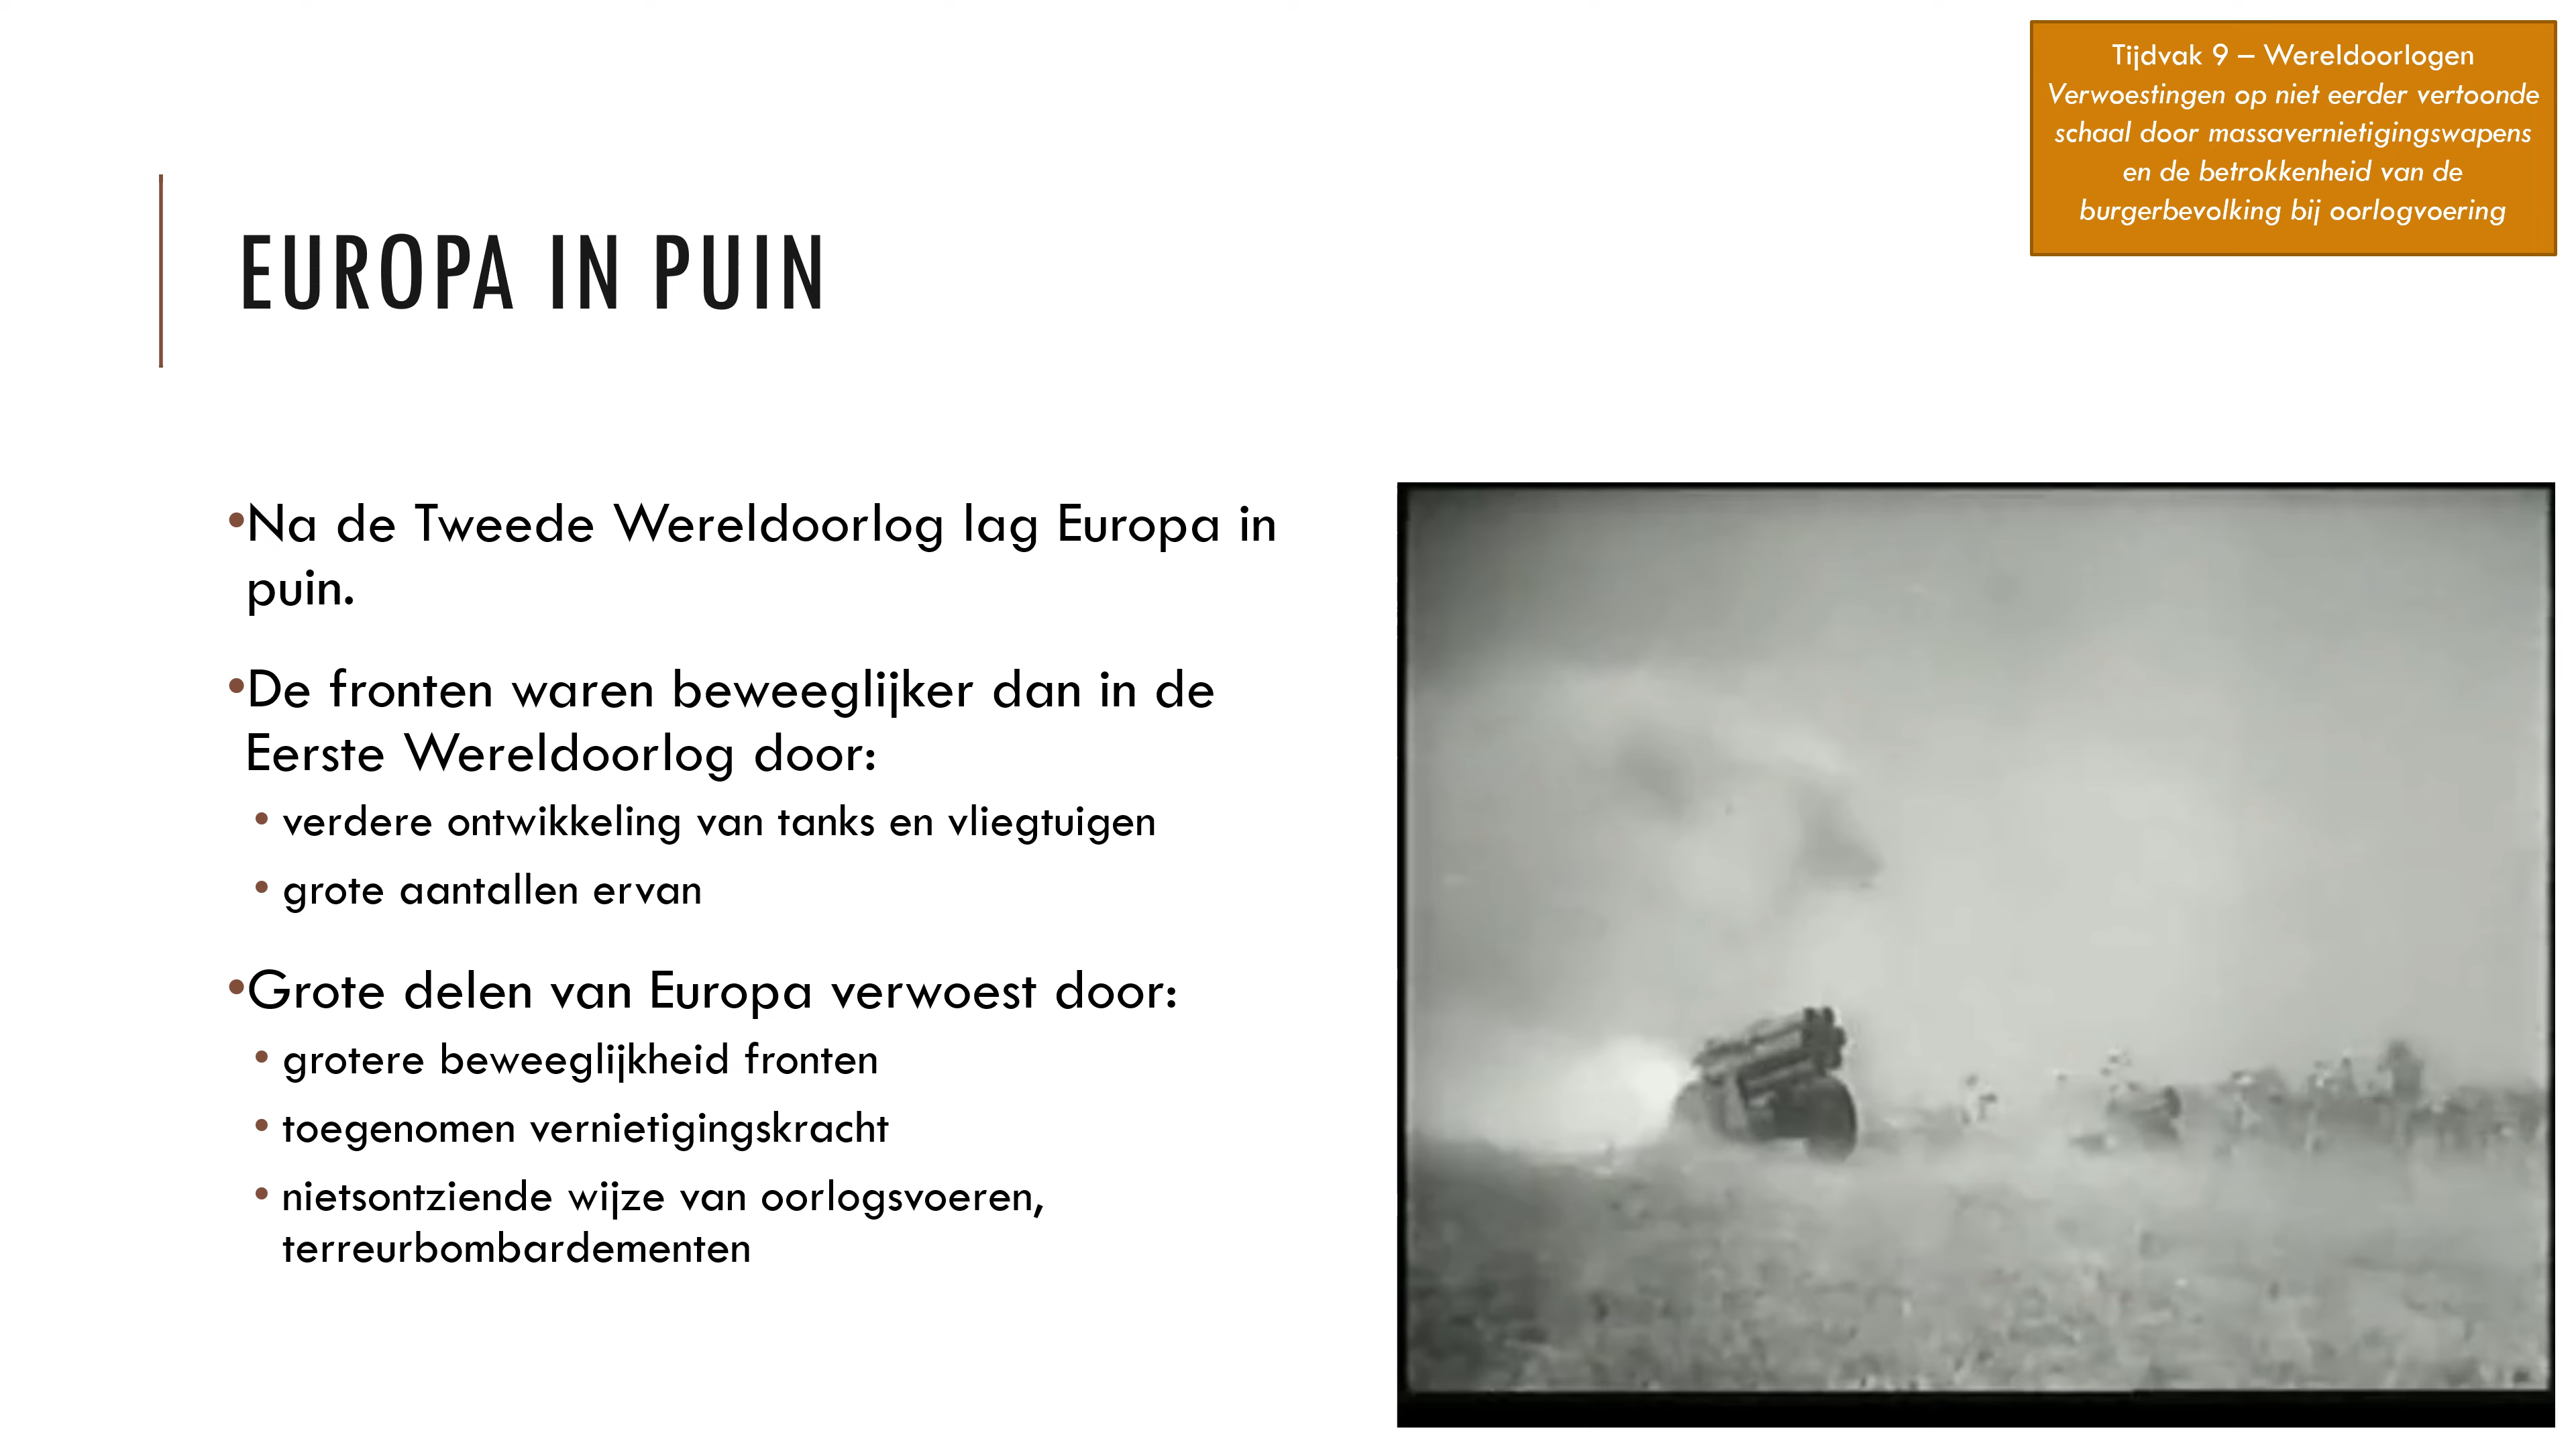 Tijdvak 9 – Wereldoorlogen
Verwoestingen op niet eerder vertoonde
schaal door massavernietigingswapens
en de betrokkenheid van de
burgerbevolking bij oorlogvoering
EUROPA IN PUIN
•Na de Tweede Wereldoorlog lag Europa in
puin.
•De fronten waren beweeglijker dan in de
Eerste Wereldoorlog door:
• verdere ontwikkeling van tanks en vliegtuigen
• grote aantallen ervan
•Grote delen van Europa verwoest door:
• grotere beweeglijkheid fronten
• toegenomen vernietigingskracht
• nietsontziende wijze van oorlogsvoeren,
terreurbombardementen